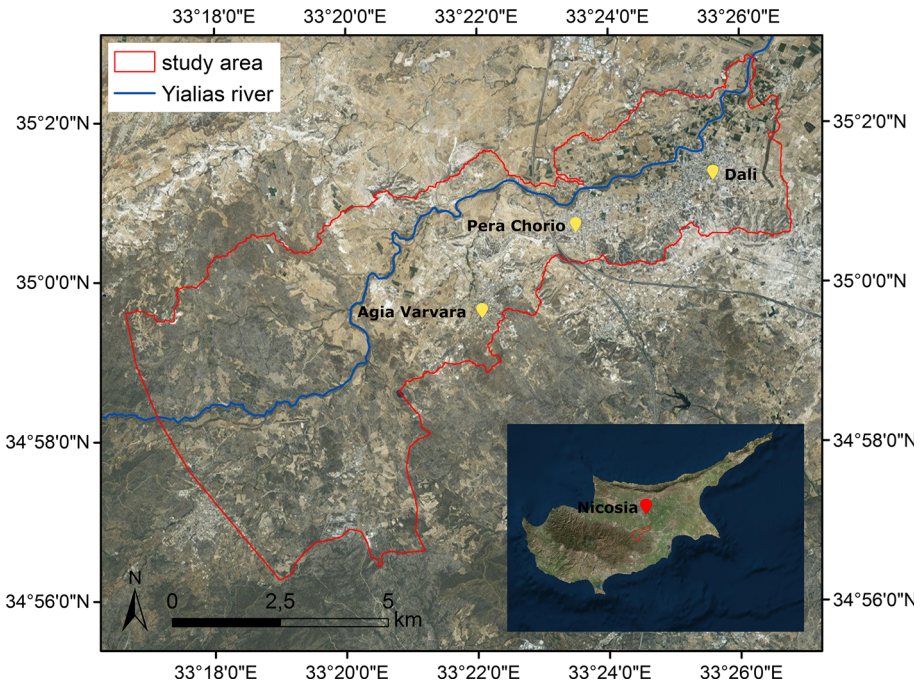 33°18'0"E 33°20'0"E 33°22'0"E 33°24'0"E 33°26'0"E
study area
Yialias river
35°2'0"N 35°2'0"N
Dali
Pera Chorio
35°0'0"N 35°0'0"N
Agia Varvara
34°58'0"N 34°58'0"N
Nicosia
N
0 2,5 5
km
34°56'0"N 34°56'0"N
33°18'0"E 33°20'0"E 33°22'0"E 33°24'0"E 33°26'0"E